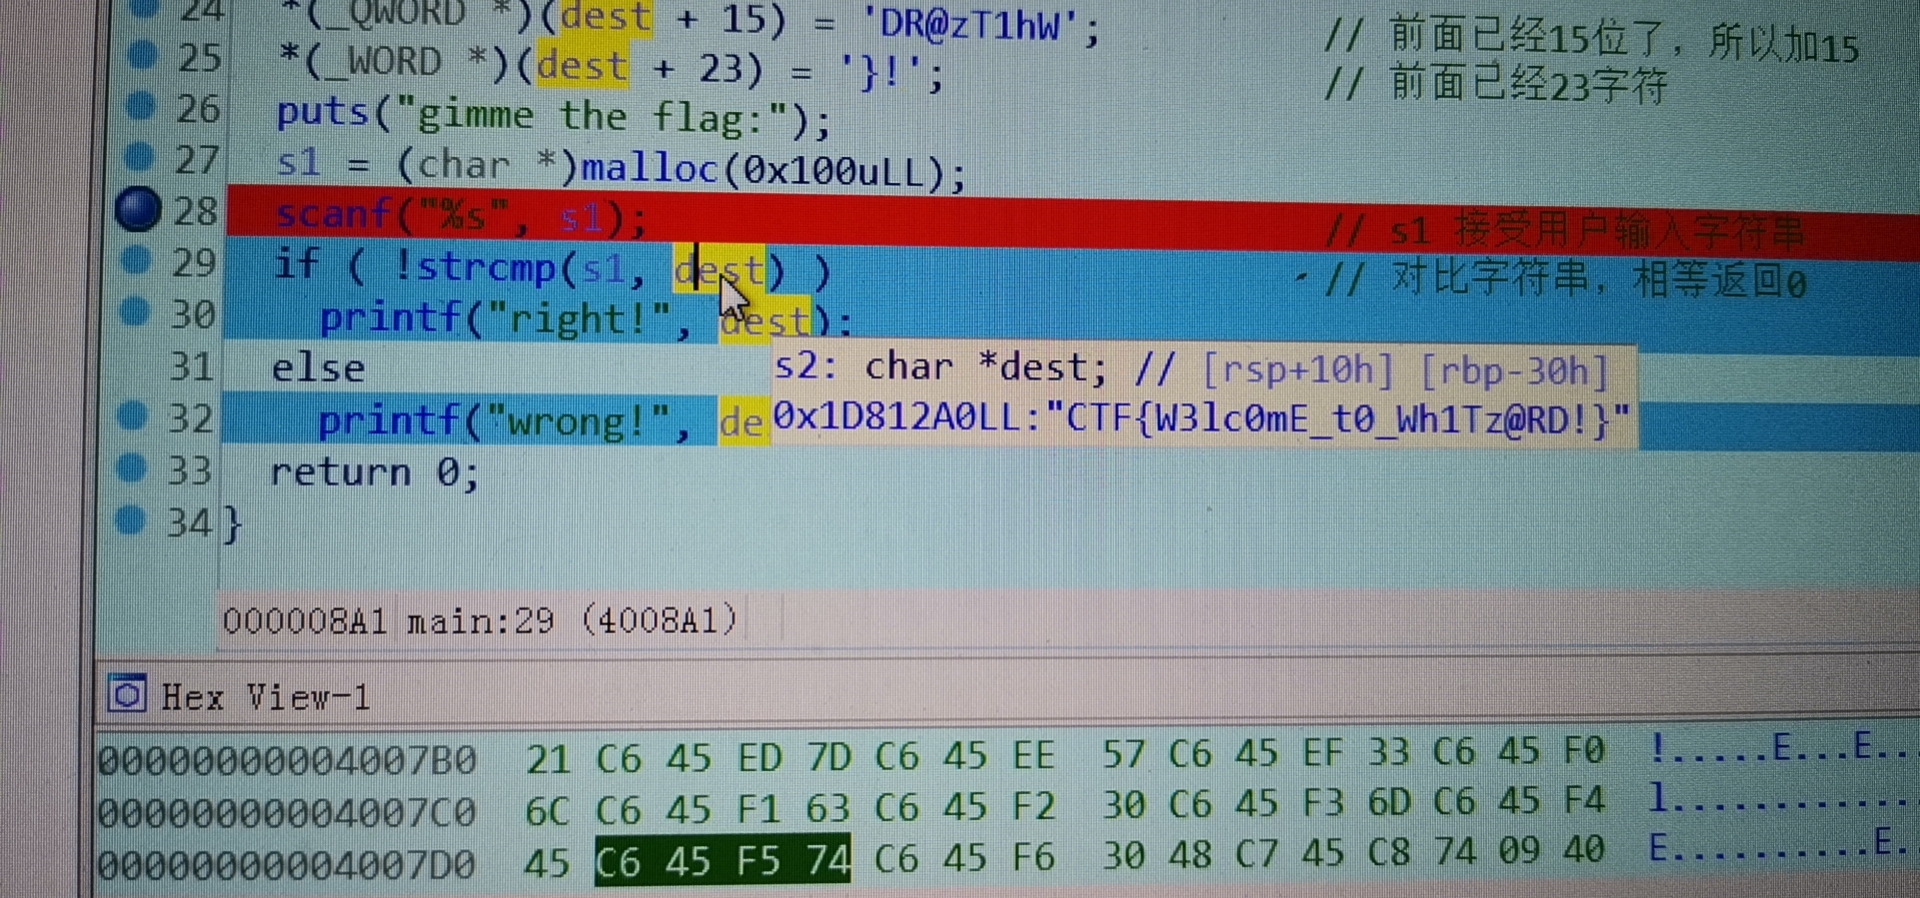 24 *(_QWORD *)(dest + 15) = 'DR@zT1hW'; // 前面已经15位了，所以加15
25 *(_WORD *)(dest + 23) = '}!'; // 前面已经23字符
26 puts("gimme the flag:");
27 s1 = (char *)malloc(0x100uLL);
28 scanf("%s", s1); // s1 接受用户输入字符串
29 if ( !strcmp(s1, dest) ) // 对比字符串，相等返回0
30 printf("right!", dest);
31 else
s2: char *dest; // [rsp+10h] [rbp-30h]
32 printf("wrong!", de
0x1D812A0LL:"CTF{W3lc0mE_t0_Wh1Tz@RD!}"
33 return 0;
34 }
000008A1 main:29 (4008A1)
Hex View-1
00000000004007B0 21 C6 45 ED 7D C6 45 EE 57 C6 45 EF 33 C6 45 F0 !.....E...E..
00000000004007C0 6C C6 45 F1 63 C6 45 F2 30 C6 45 F3 6D C6 45 F4 l............
00000000004007D0 45 C6 45 F5 74 C6 45 F6 30 48 C7 45 C8 74 09 40 E..........E.